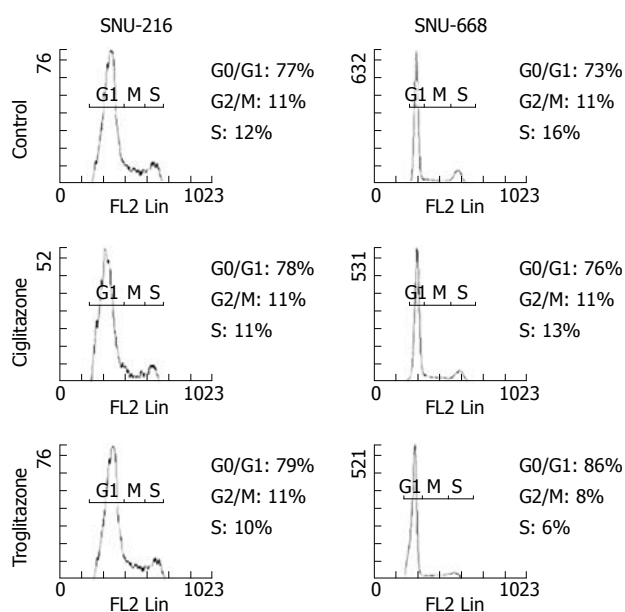 SNU-216
SNU-668
Control
76
G1 M S
G0/G1: 77%
G2/M: 11%
S: 12%
0 1023
FL2 Lin
632
G1 M S
G0/G1: 73%
G2/M: 11%
S: 16%
0 1023
FL2 Lin
Ciglitazone
52
G1 M S
G0/G1: 78%
G2/M: 11%
S: 11%
0 1023
FL2 Lin
531
G1 M S
G0/G1: 76%
G2/M: 11%
S: 13%
0 1023
FL2 Lin
Troglitazone
76
G1 M S
G0/G1: 79%
G2/M: 11%
S: 10%
0 1023
FL2 Lin
521
G1 M S
G0/G1: 86%
G2/M: 8%
S: 6%
0 1023
FL2 Lin